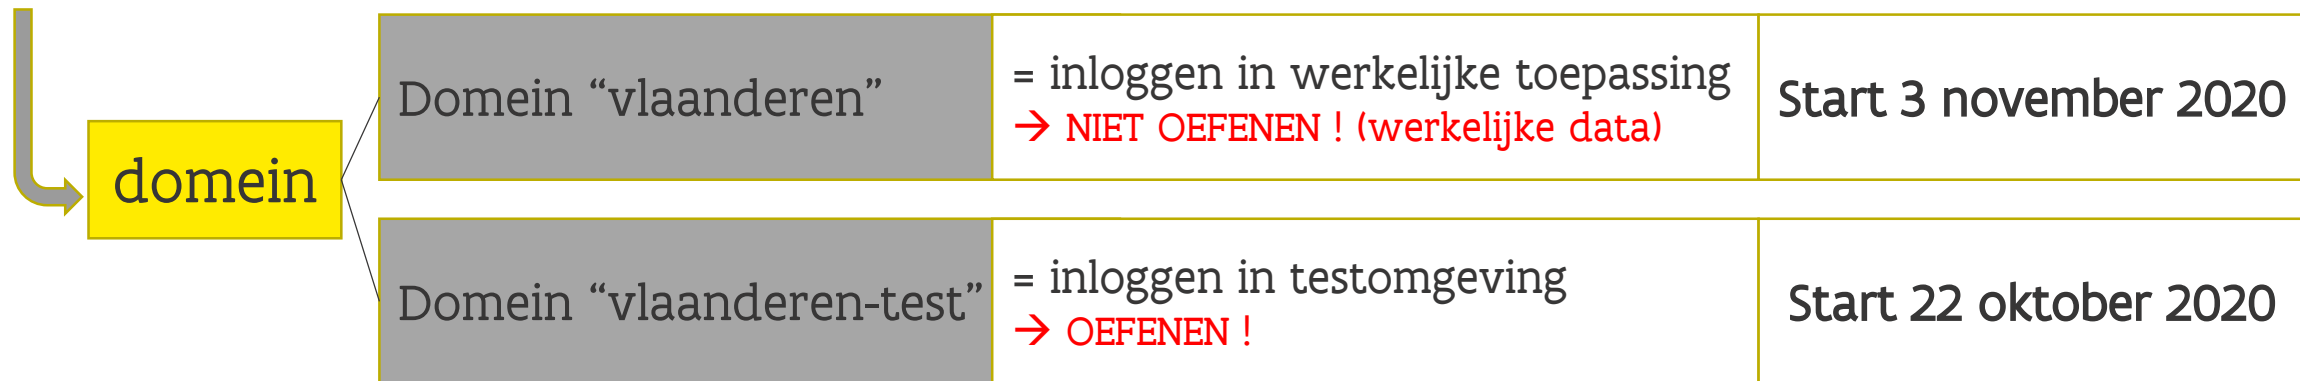 domein
Domein “vlaanderen”
= inloggen in werkelijke toepassing
→ NIET OEFENEN ! (werkelijke data)
Start 3 november 2020
Domein “vlaanderen-test”
= inloggen in testomgeving
→ OEFENEN !
Start 22 oktober 2020